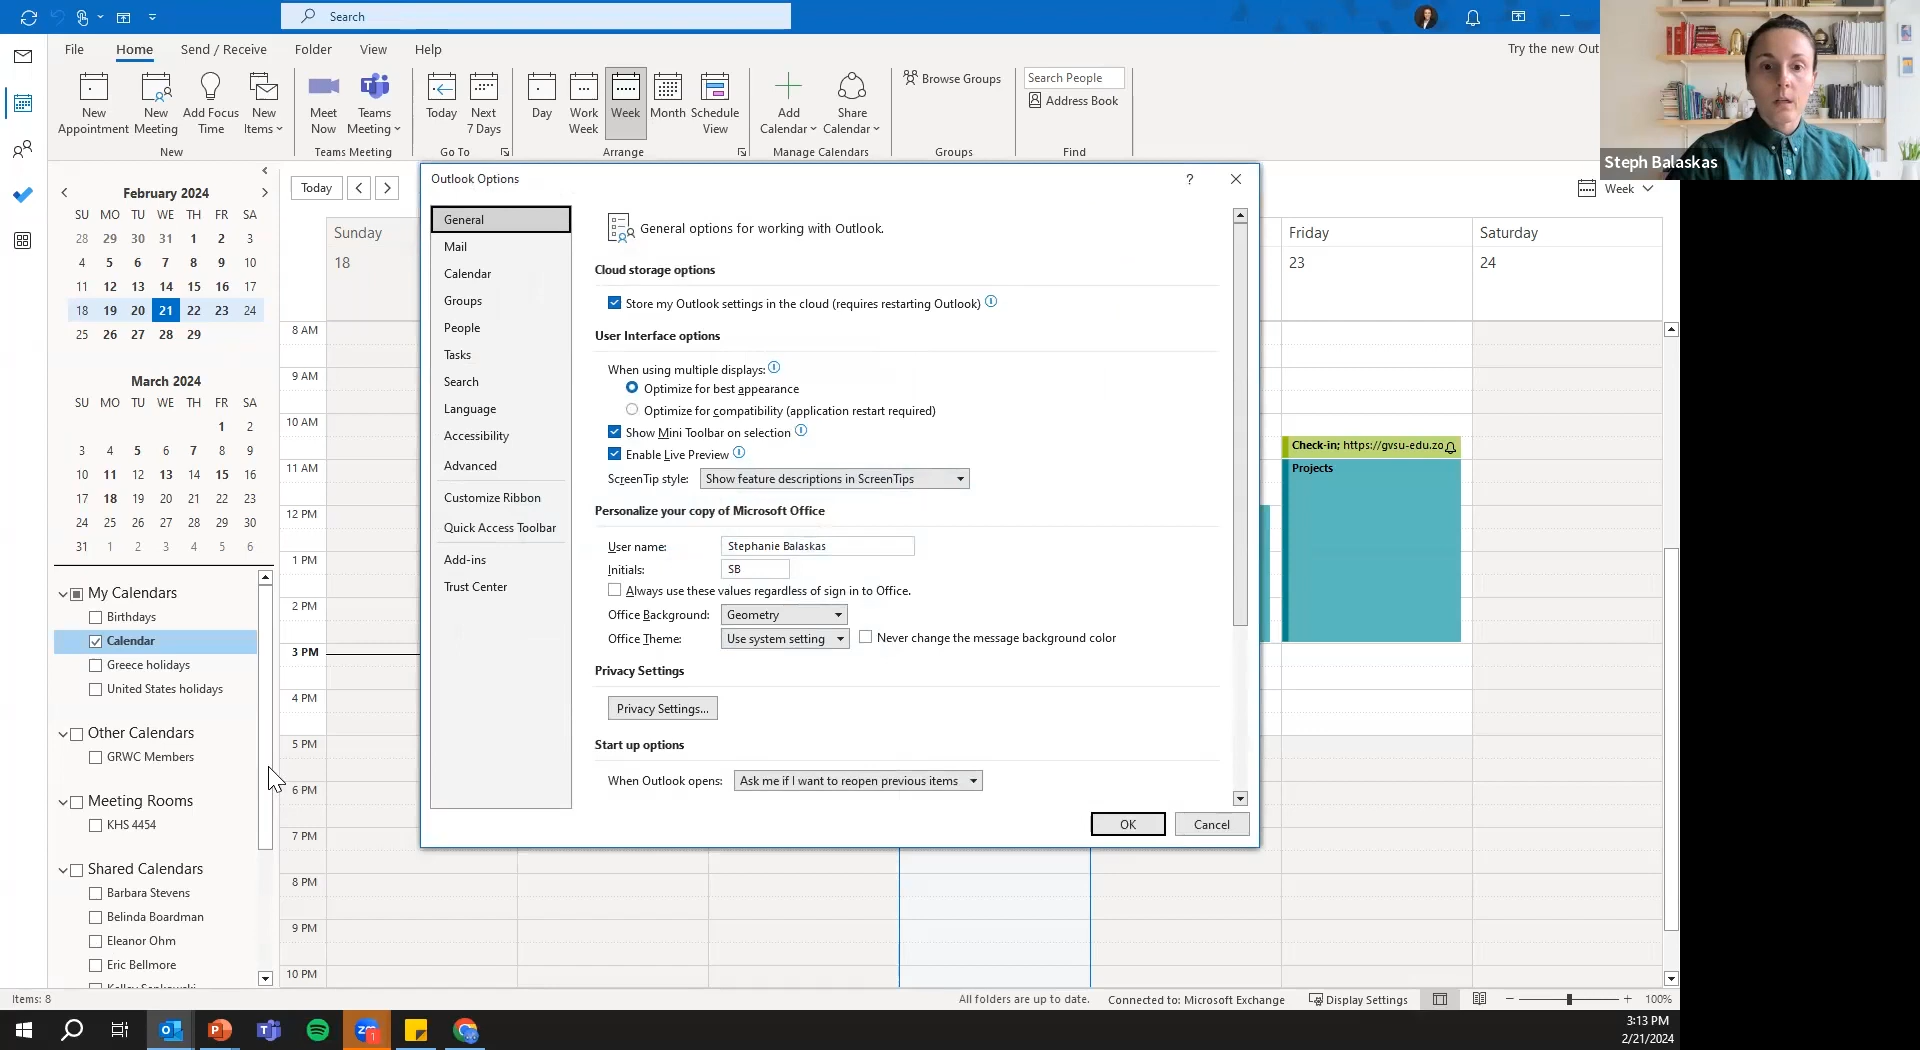 Search
File Home Send / Receive Folder View Help
Try the new Out
New Appointment
New Meeting
Add Focus Time
New Items
New
Meet Now
Teams Meeting
Teams Meeting
Today
Next 7 Days
Go To
Day
Work Week
Week
Month
Schedule View
Arrange
Add Calendar
Share Calendar
Manage Calendars
Browse Groups
Groups
Search People
Address Book
Find
Steph Balaskas
February 2024
SU MO TU WE TH FR SA
28 29 30 31 1 2 3
4 5 6 7 8 9 10
11 12 13 14 15 16 17
18 19 20 21 22 23 24
25 26 27 28 29
March 2024
SU MO TU WE TH FR SA
1 2
3 4 5 6 7 8 9
10 11 12 13 14 15 16
17 18 19 20 21 22 23
24 25 26 27 28 29 30
31 1 2 3 4 5 6
My Calendars
Birthdays
Calendar
Greece holidays
United States holidays
Other Calendars
GRWC Members
Meeting Rooms
KHS 4454
Shared Calendars
Barbara Stevens
Belinda Boardman
Eleanor Ohm
Eric Bellmore
Today
Week
Sunday
18
Friday
23
Saturday
24
8 AM
9 AM
10 AM
11 AM
12 PM
1 PM
2 PM
3 PM
4 PM
5 PM
6 PM
7 PM
8 PM
9 PM
10 PM
Check-in; https://gvsu-edu.zo
Projects
Outlook Options
?
General
Mail
Calendar
Groups
People
Tasks
Search
Language
Accessibility
Advanced
Customize Ribbon
Quick Access Toolbar
Add-ins
Trust Center
General options for working with Outlook.
Cloud storage options
Store my Outlook settings in the cloud (requires restarting Outlook)
User Interface options
When using multiple displays:
Optimize for best appearance
Optimize for compatibility (application restart required)
Show Mini Toolbar on selection
Enable Live Preview
ScreenTip style: Show feature descriptions in ScreenTips
Personalize your copy of Microsoft Office
User name: Stephanie Balaskas
Initials: SB
Always use these values regardless of sign in to Office.
Office Background: Geometry
Office Theme: Use system setting Never change the message background color
Privacy Settings
Privacy Settings...
Start up options
When Outlook opens: Ask me if I want to reopen previous items
OK Cancel
Items: 8
All folders are up to date. Connected to: Microsoft Exchange Display Settings 100%
3:13 PM
2/21/2024